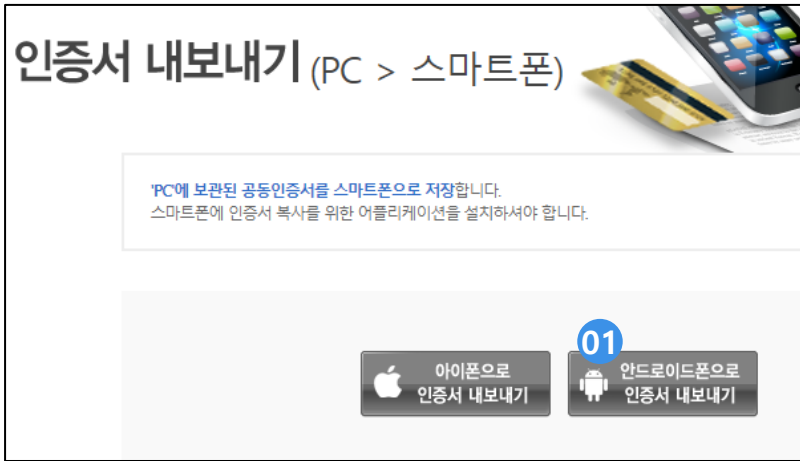 인증서 내보내기 (PC > 스마트폰)
'PC'에 보관된 공동인증서를 스마트폰으로 저장합니다.
스마트폰에 인증서 복사를 위한 어플리케이션을 설치하셔야 합니다.
아이폰으로
인증서 내보내기
01
안드로이드폰으로
인증서 내보내기